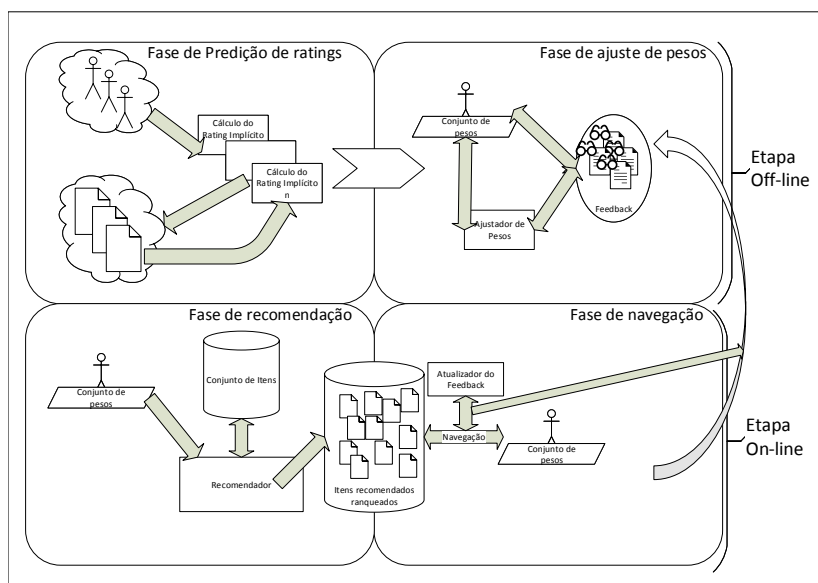 Fase de Predição de ratings
Cálculo do
Rating Implícito
Cálculo do
Rating Implícito
n
Fase de ajuste de pesos
Conjunto de
pesos
Ajustador de
Pesos
Feedback
Etapa
Off-line
Fase de recomendação
Conjunto de
pesos
Conjunto de Itens
Recomendador
Itens recomendados
ranqueados
Fase de navegação
Atualizador do
Feedback
Navegação
Conjunto de
pesos
Etapa
On-line